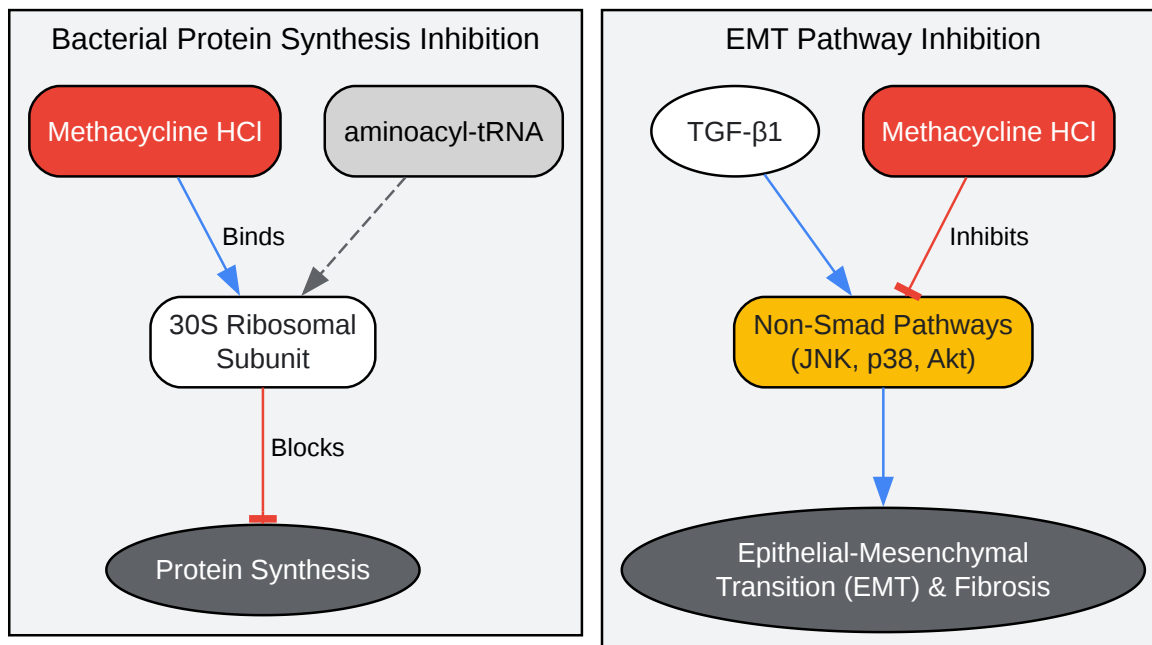 Bacterial Protein Synthesis Inhibition
Methacycline HCl
aminoacyl-tRNA
Binds
30S Ribosomal
Subunit
Blocks
Protein Synthesis
EMT Pathway Inhibition
TGF-β1
Methacycline HCl
Inhibits
Non-Smad Pathways
(JNK, p38, Akt)
Epithelial-Mesenchymal
Transition (EMT) & Fibrosis